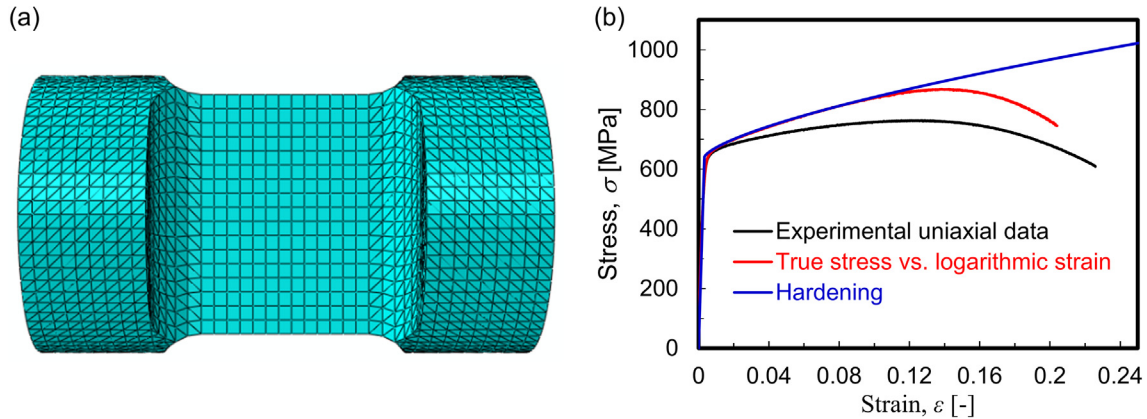 (a)
(b)
Stress, σ [MPa]
1000
800
600
400
200
0
Experimental uniaxial data
True stress vs. logarithmic strain
Hardening
0 0.04 0.08 0.12 0.16 0.2 0.24
Strain, ε [-]